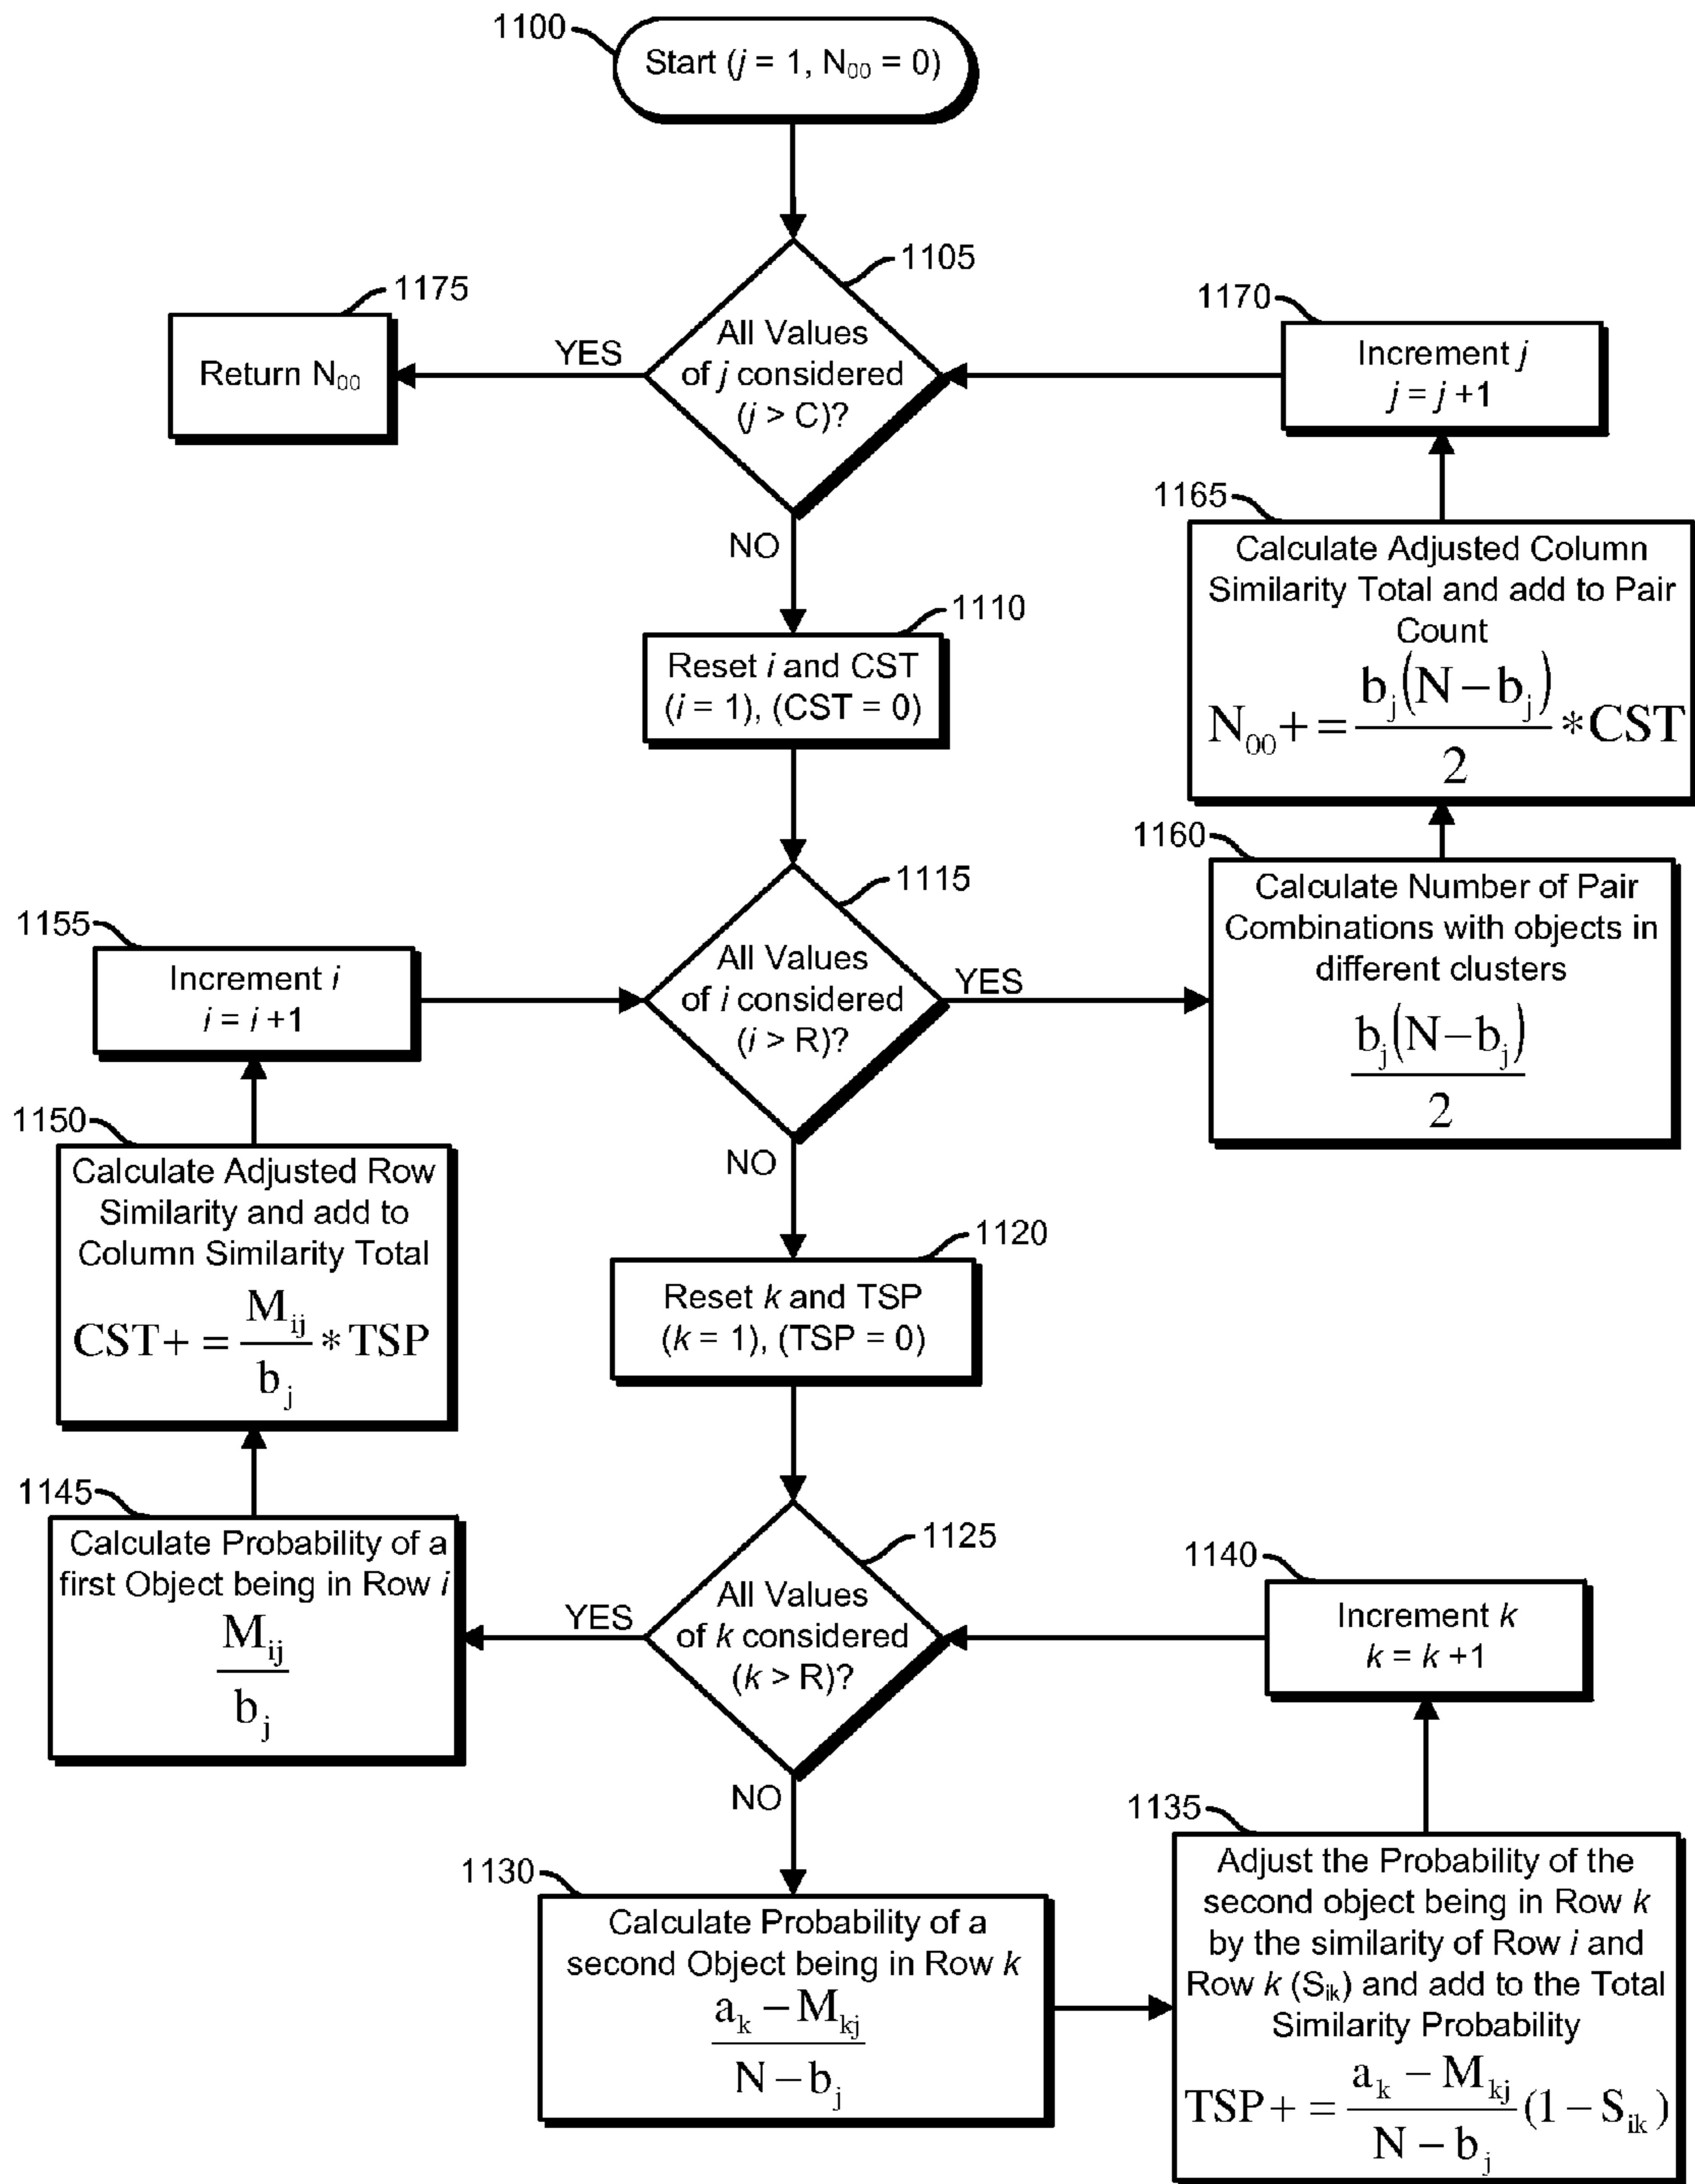 1100
Start (j = 1, N₀₀ = 0)
1105
All Values
of j considered
(j > C)?
YES
1175
Return N₀₀
1170
Increment j
j = j +1
NO
1110
Reset i and CST
(i = 1), (CST = 0)
1165
Calculate Adjusted Column
Similarity Total and add to Pair
Count
N₀₀ += bⱼ(N – bⱼ) / 2 * CST
1160
Calculate Number of Pair
Combinations with objects in
different clusters
bⱼ(N–bⱼ) / 2
1115
All Values
of i considered
(i > R)?
YES
1155
Increment i
i = i +1
NO
1150
Calculate Adjusted Row
Similarity and add to
Column Similarity Total
CST+ = Mᵢⱼ / bⱼ * TSP
1120
Reset k and TSP
(k = 1), (TSP = 0)
1145
Calculate Probability of a
first Object being in Row i
Mᵢⱼ / bⱼ
1125
All Values
of k considered
(k > R)?
YES
1140
Increment k
k = k +1
NO
1130
Calculate Probability of a
second Object being in Row k
aₖ – Mₖⱼ / N – bⱼ
1135
Adjust the Probability of the
second object being in Row k
by the similarity of Row i and
Row k (Sᵢₖ) and add to the Total
Similarity Probability
TSP+ = aₖ – Mₖⱼ / N – bⱼ (1 – Sᵢₖ)